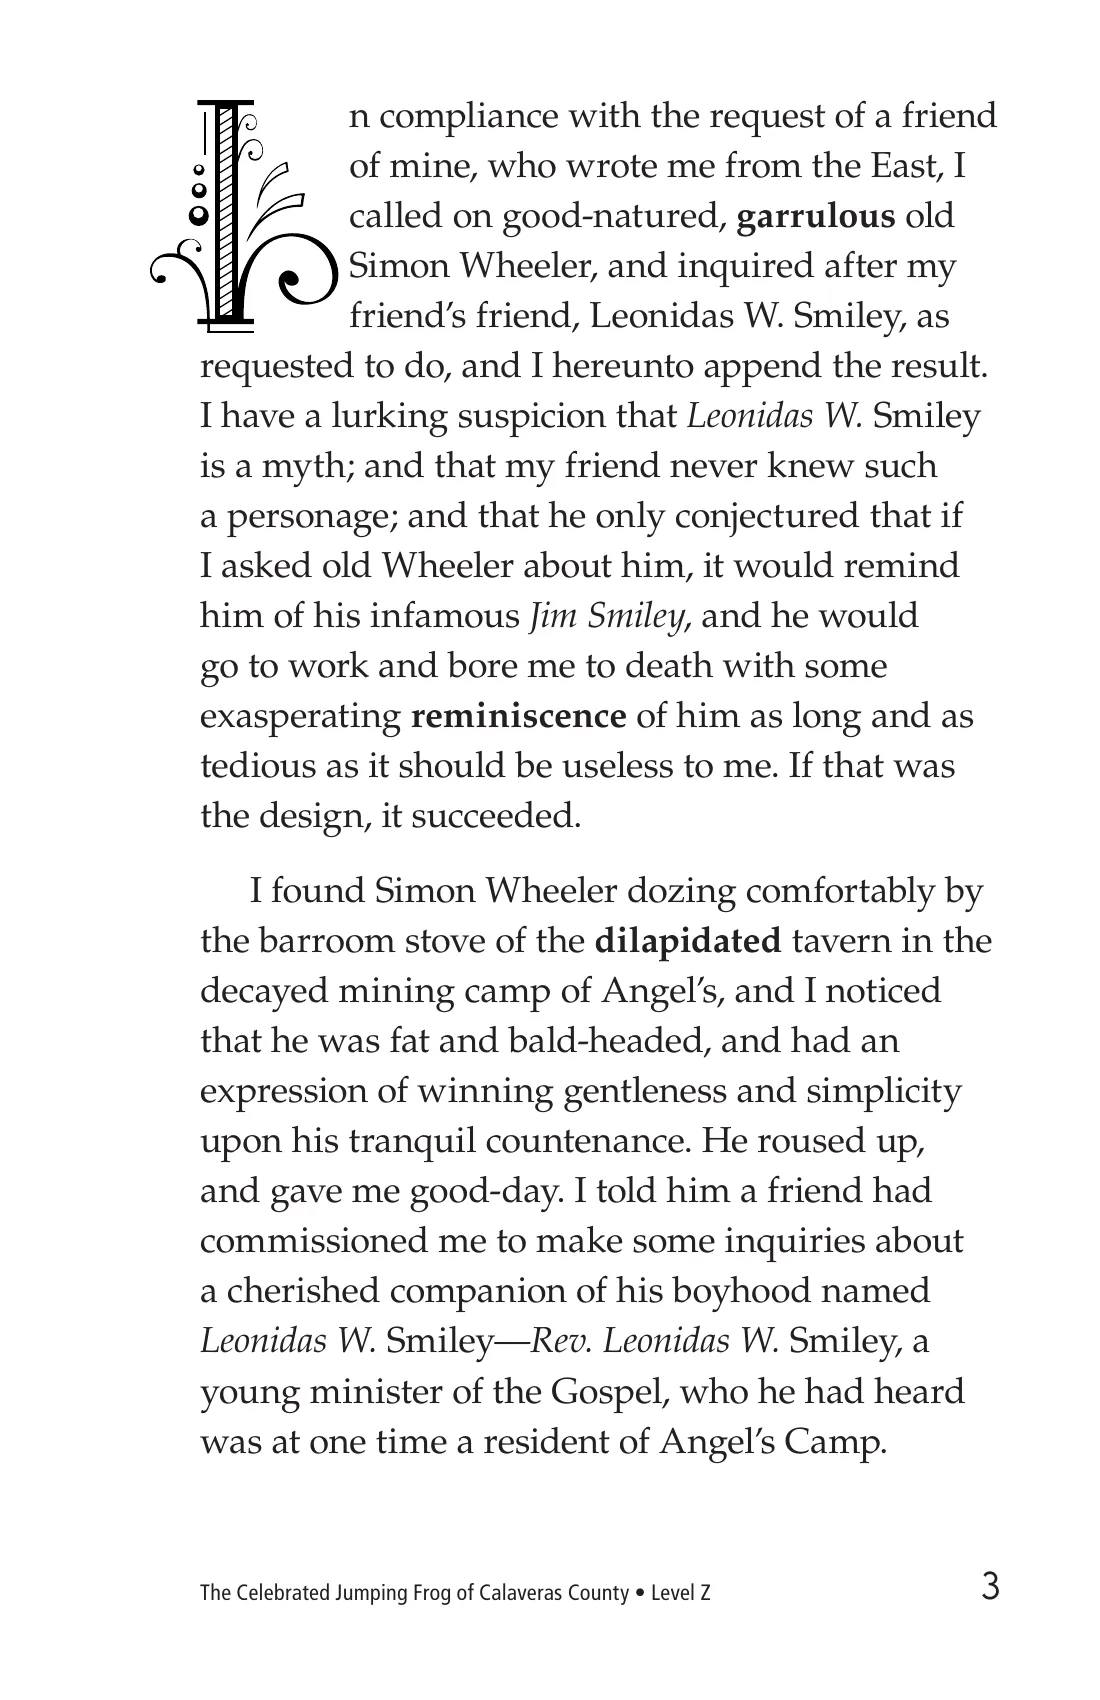 In compliance with the request of a friend
of mine, who wrote me from the East, I
called on good-natured, garrulous old
Simon Wheeler, and inquired after my
friend's friend, Leonidas W. Smiley, as
requested to do, and I hereunto append the result.
I have a lurking suspicion that Leonidas W. Smiley
is a myth; and that my friend never knew such
a personage; and that he only conjectured that if
I asked old Wheeler about him, it would remind
him of his infamous Jim Smiley, and he would
go to work and bore me to death with some
exasperating reminiscence of him as long and as
tedious as it should be useless to me. If that was
the design, it succeeded.
I found Simon Wheeler dozing comfortably by
the barroom stove of the dilapidated tavern in the
decayed mining camp of Angel's, and I noticed
that he was fat and bald-headed, and had an
expression of winning gentleness and simplicity
upon his tranquil countenance. He roused up,
and gave me good-day. I told him a friend had
commissioned me to make some inquiries about
a cherished companion of his boyhood named
Leonidas W. Smiley—Rev. Leonidas W. Smiley, a
young minister of the Gospel, who he had heard
was at one time a resident of Angel's Camp.
The Celebrated Jumping Frog of Calaveras County • Level Z 3